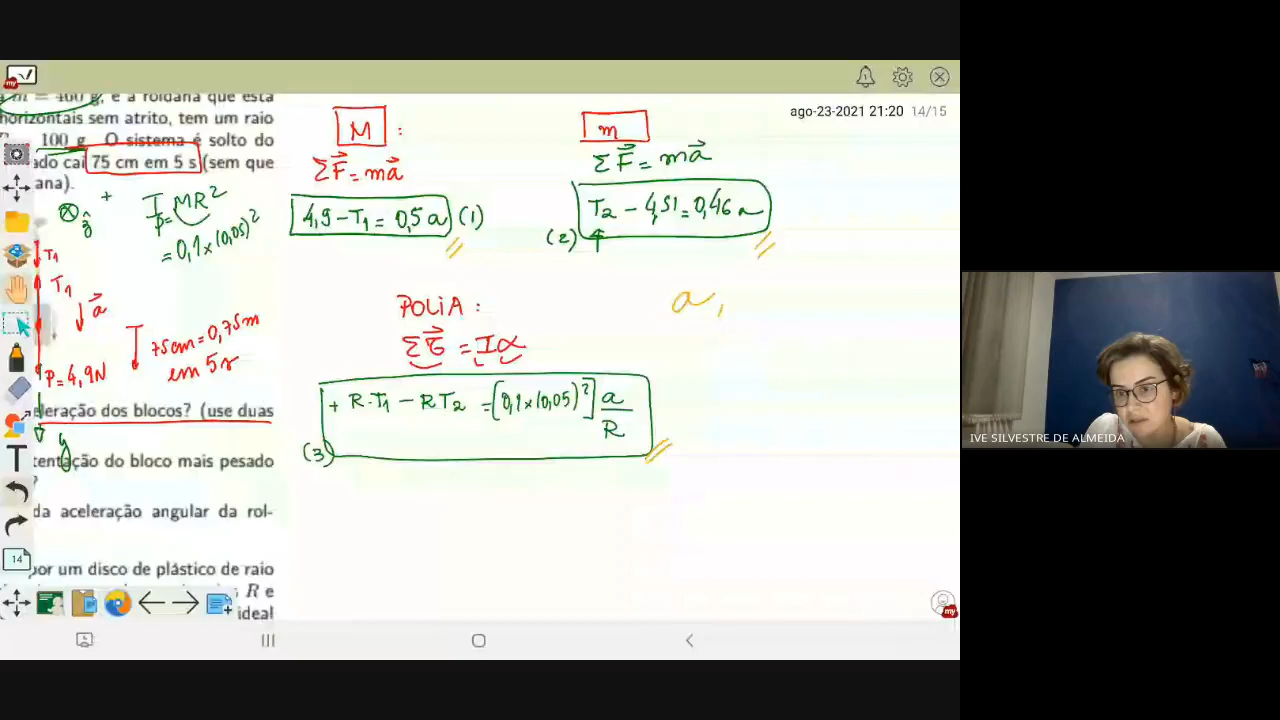 m = 460 g, e a roldana que está
horizontais sem atrito, tem um raio
100 g. O sistema é solto do
ado cai 75 cm em 5 s (sem que
ana).
+
I MR²
P=
= 0,1×(0,05)²
T₁
T₁
a
75cm=0,75m
em 5s
P=4,9N
eleração dos blocos? (use duas
y
tentação do bloco mais pesado
?
da aceleração angular da rol-
por um disco de plástico de raio
s R e
ideal
M :
ΣF = ma
4,9 - T₁ = 0,5 a (1)
m
ΣF = ma
T₂ - 4,51 = 0,46 a
(2)
POLIA :
Σ𝜏 = Iα
+ R·T₁ - RT₂ = [0,1×(0,05)²] a
R
(3)
a,
ago-23-2021 21:20 14/15
T
14
my
my
IVE SILVESTRE DE ALMEIDA